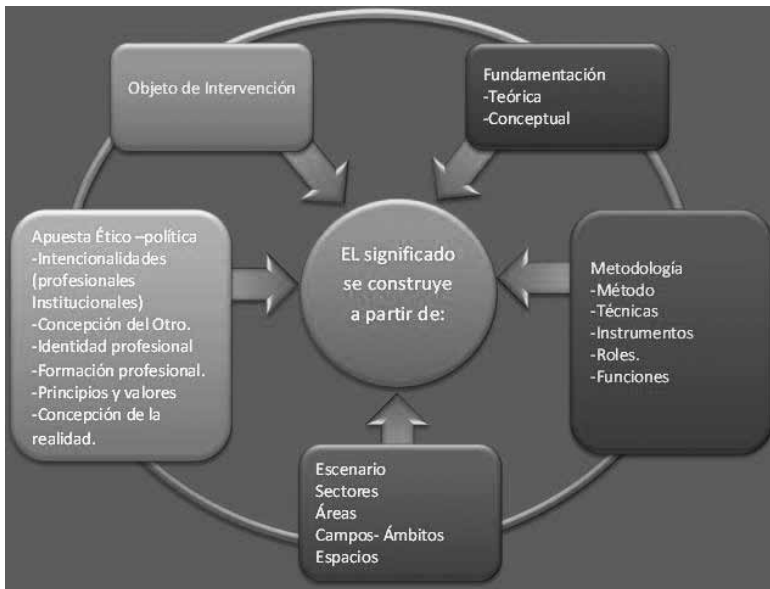 Objeto de Intervención
Fundamentación
-Teórica
-Conceptual
Apuesta Ético –política
-Intencionalidades
(profesionales
Institucionales)
-Concepción del Otro.
-Identidad profesional
-Formación profesional.
-Principios y valores
-Concepción de la
realidad.
EL significado
se construye
a partir de:
Metodología
-Método
-Técnicas
-Instrumentos
-Roles.
-Funciones
Escenario
Sectores
Áreas
Campos- Ámbitos
Espacios